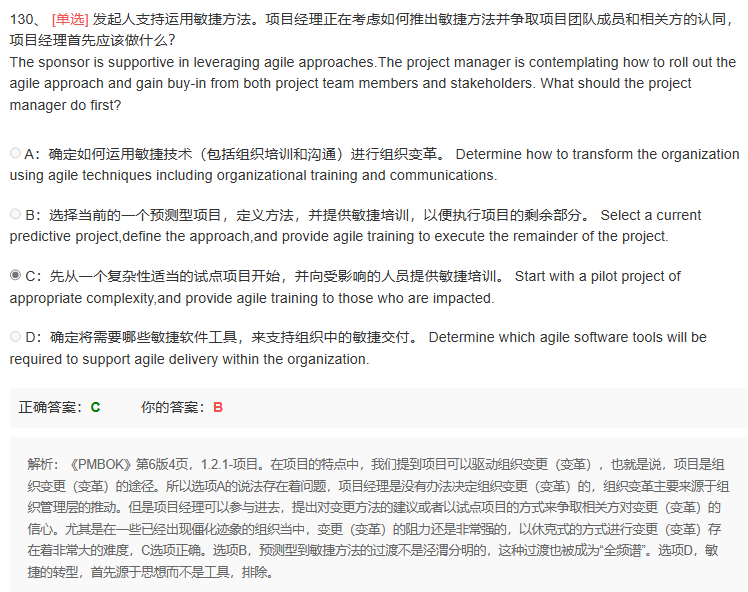 130、 [单选] 发起人支持运用敏捷方法。项目经理正在考虑如何推出敏捷方法并争取项目团队成员和相关方的认同，
项目经理首先应该做什么？
The sponsor is supportive in leveraging agile approaches.The project manager is contemplating how to roll out the
agile approach and gain buy-in from both project team members and stakeholders. What should the project
manager do first?
A：确定如何运用敏捷技术（包括组织培训和沟通）进行组织变革。 Determine how to transform the organization
using agile techniques including organizational training and communications.
B：选择当前的一个预测型项目，定义方法，并提供敏捷培训，以便执行项目的剩余部分。 Select a current
predictive project,define the approach,and provide agile training to execute the remainder of the project.
C：先从一个复杂性适当的试点项目开始，并向受影响的人员提供敏捷培训。 Start with a pilot project of
appropriate complexity,and provide agile training to those who are impacted.
D：确定将需要哪些敏捷软件工具，来支持组织中的敏捷交付。 Determine which agile software tools will be
required to support agile delivery within the organization.
正确答案：C 你的答案：B
解析：《PMBOK》第6版4页，1.2.1-项目。在项目的特点中，我们提到项目可以驱动组织变更（变革），也就是说，项目是组
织变更（变革）的途径。所以选项A的说法存在着问题，项目经理是没有办法决定组织变更（变革）的，组织变革主要来源于组
织管理层的推动。但是项目经理可以参与进去，提出对变更方法的建议或者以试点项目的方式来争取相关方对变更（变革）的
信心。尤其是在一些已经出现僵化迹象的组织当中，变更（变革）的阻力还是非常强的，以休克式的方式进行变更（变革）存
在着非常大的难度，C选项正确。选项B，预测型到敏捷方法的过渡不是泾渭分明的，这种过渡也被成为“全频谱”。选项D，敏
捷的转型，首先源于思想而不是工具，排除。